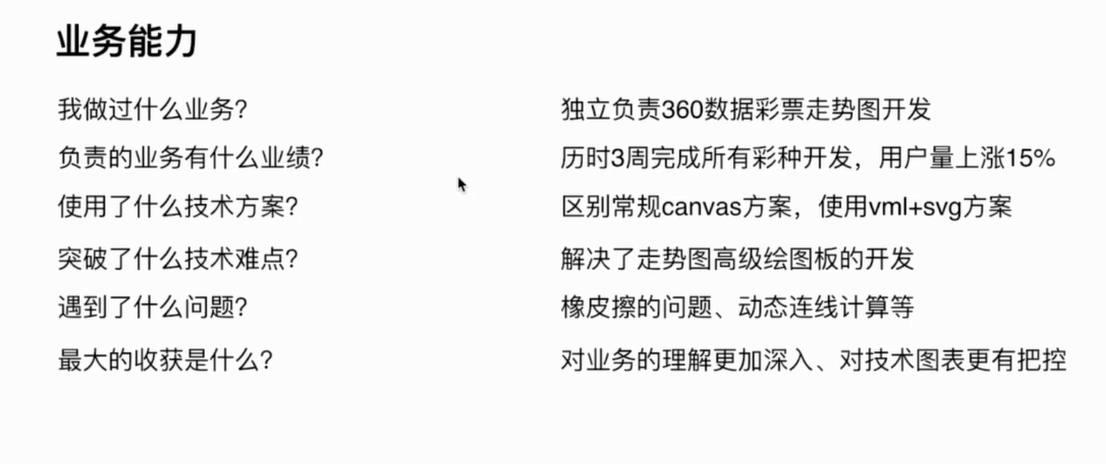 业务能力
我做过什么业务? 独立负责360数据彩票走势图开发
负责的业务有什么业绩? 历时3周完成所有彩种开发，用户量上涨15%
使用了什么技术方案? 区别常规canvas方案，使用vml+svg方案
突破了什么技术难点? 解决了走势图高级绘图板的开发
遇到了什么问题? 橡皮擦的问题、动态连线计算等
最大的收获是什么? 对业务的理解更加深入、对技术图表更有把控